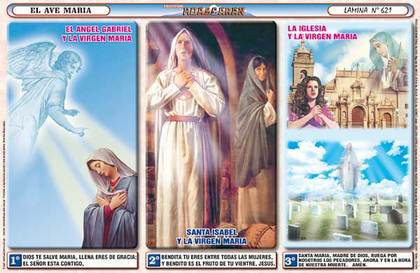 EL AVE MARIA
HUASCARAN
LAMINA N° 621
EL ANGEL GABRIEL
Y LA VIRGEN MARIA
SANTA ISABEL
Y LA VIRGEN MARIA
LA IGLESIA
Y LA VIRGEN MARIA
1º DIOS TE SALVE MARIA, LLENA ERES DE GRACIA;
EL SEÑOR ESTA CONTIGO,
2º BENDITA TU ERES ENTRE TODAS LAS MUJERES,
Y BENDITO ES EL FRUTO DE TU VIENTRE, JESUS.
3º SANTA MARIA, MADRE DE DIOS, RUEGA POR
NOSOTROS LOS PECADORES, AHORA Y EN LA HORA
DE NUESTRA MUERTE. AMEN.